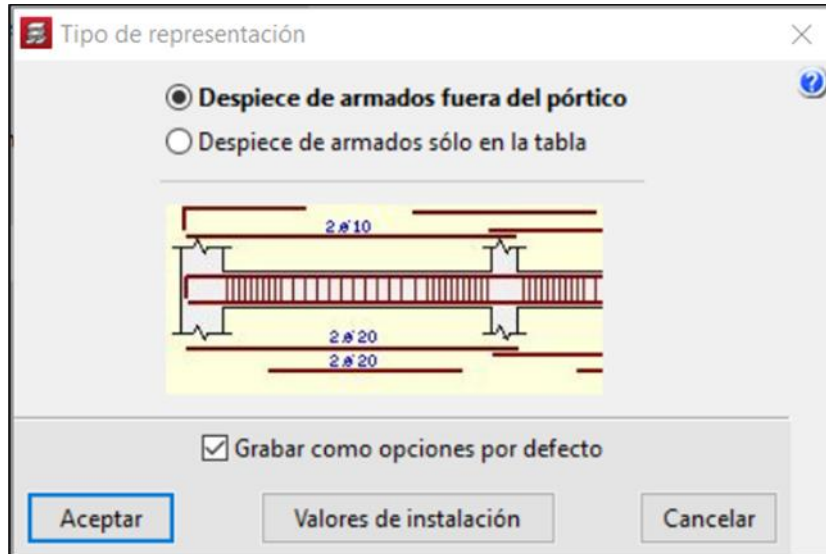 Tipo de representación
Despiece de armados fuera del pórtico
Despiece de armados sólo en la tabla
2ø10
2ø20
2ø20
Grabar como opciones por defecto
Aceptar
Valores de instalación
Cancelar